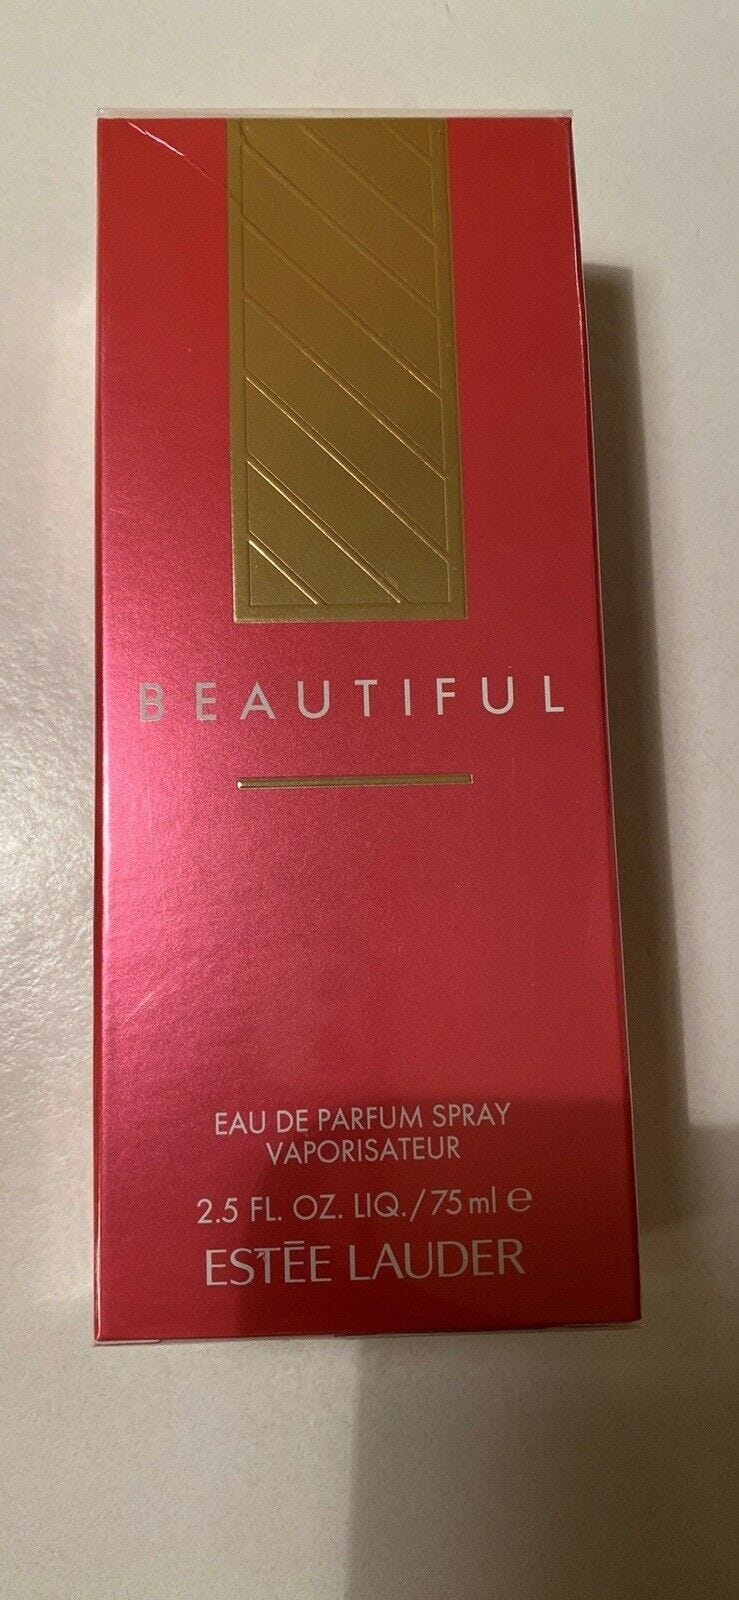 BEAUTIFUL
EAU DE PARFUM SPRAY
VAPORISATEUR
2.5 FL. OZ. LIQ./75 ml ℮
ESTĒE LAUDER